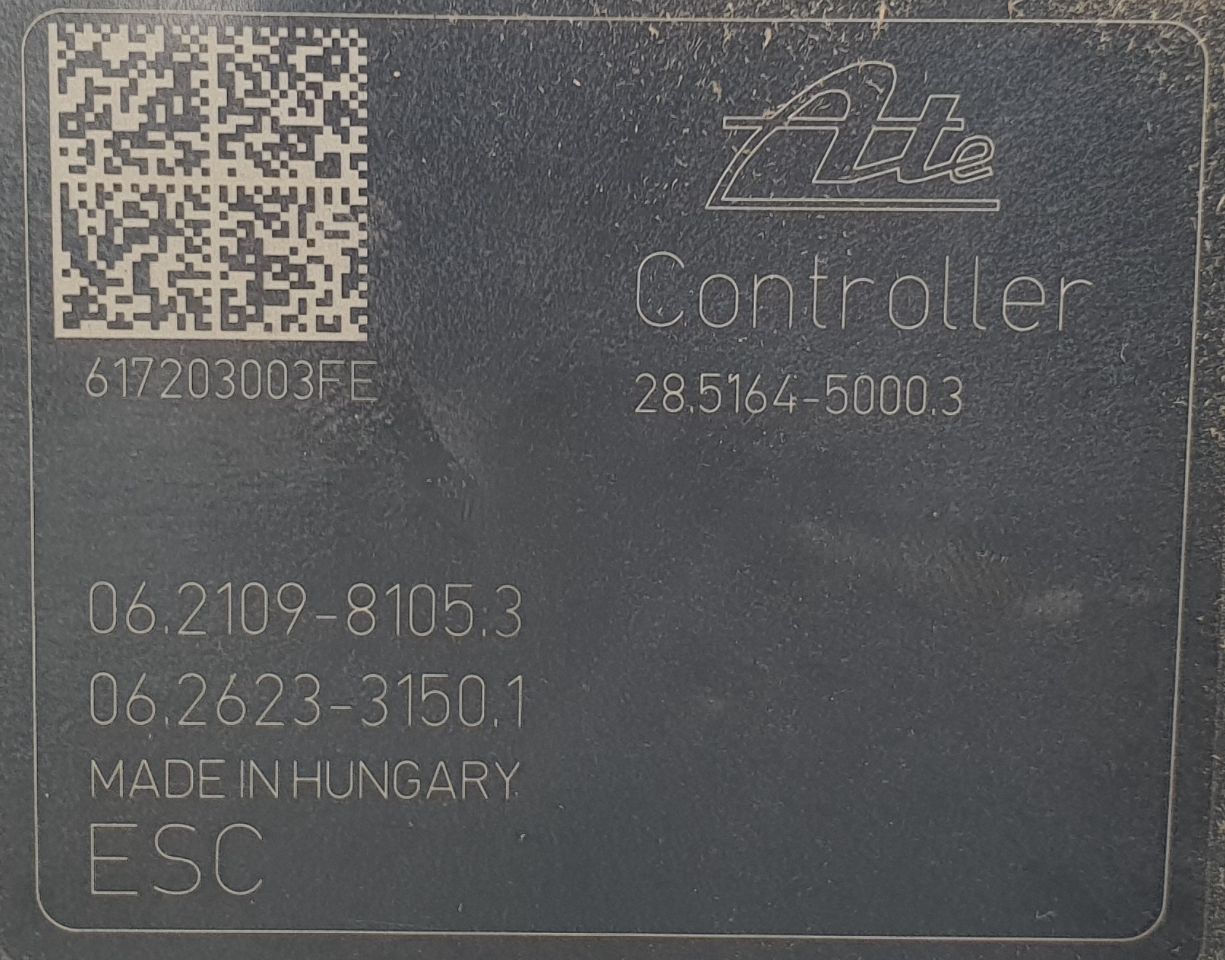 Ate
Controller
617203003FE
28.5164-5000.3
06.2109-8105.3
06.2623-3150.1
MADE IN HUNGARY
ESC